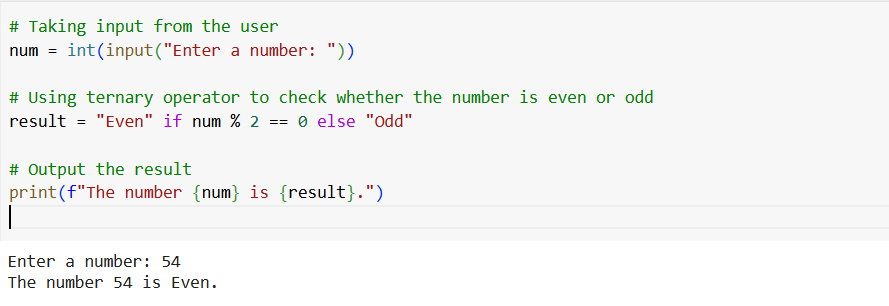 # Taking input from the user
num = int(input("Enter a number: "))
# Using ternary operator to check whether the number is even or odd
result = "Even" if num % 2 == 0 else "Odd"
# Output the result
print(f"The number {num} is {result}.")
Enter a number: 54
The number 54 is Even.